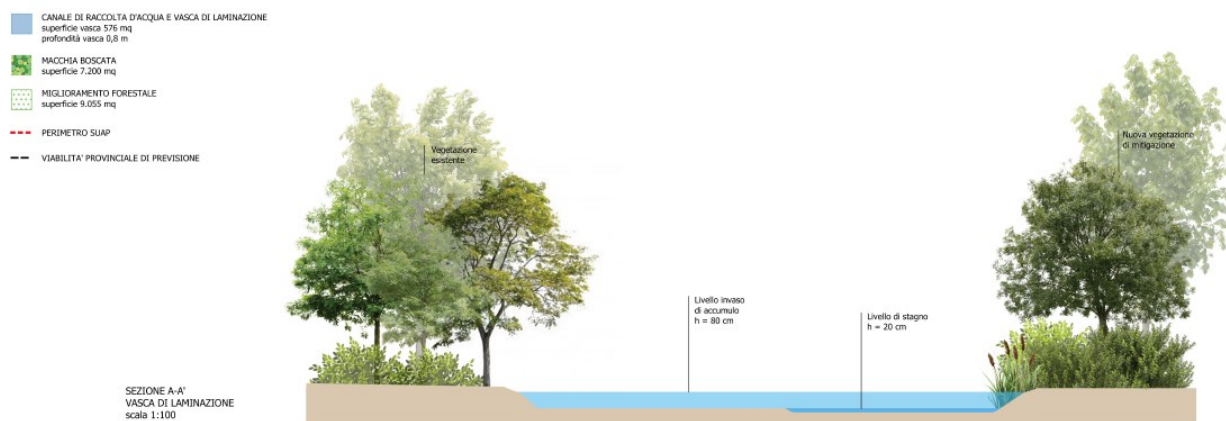 CANALE DI RACCOLTA D'ACQUA E VASCA DI LAMINAZIONE
superficie vasca 576 mq
profondità vasca 0,8 m
MACCHIA BOSCATA
superficie 7.200 mq
MIGLIORAMENTO FORESTALE
superficie 9.055 mq
PERIMETRO SUAP
VIABILITA' PROVINCIALE DI PREVISIONE
Vegetazione
esistente
Nuova vegetazione
di mitigazione
Livello invaso
di accumulo
h = 80 cm
Livello di stagno
h = 20 cm
SEZIONE A-A'
VASCA DI LAMINAZIONE
scala 1:100